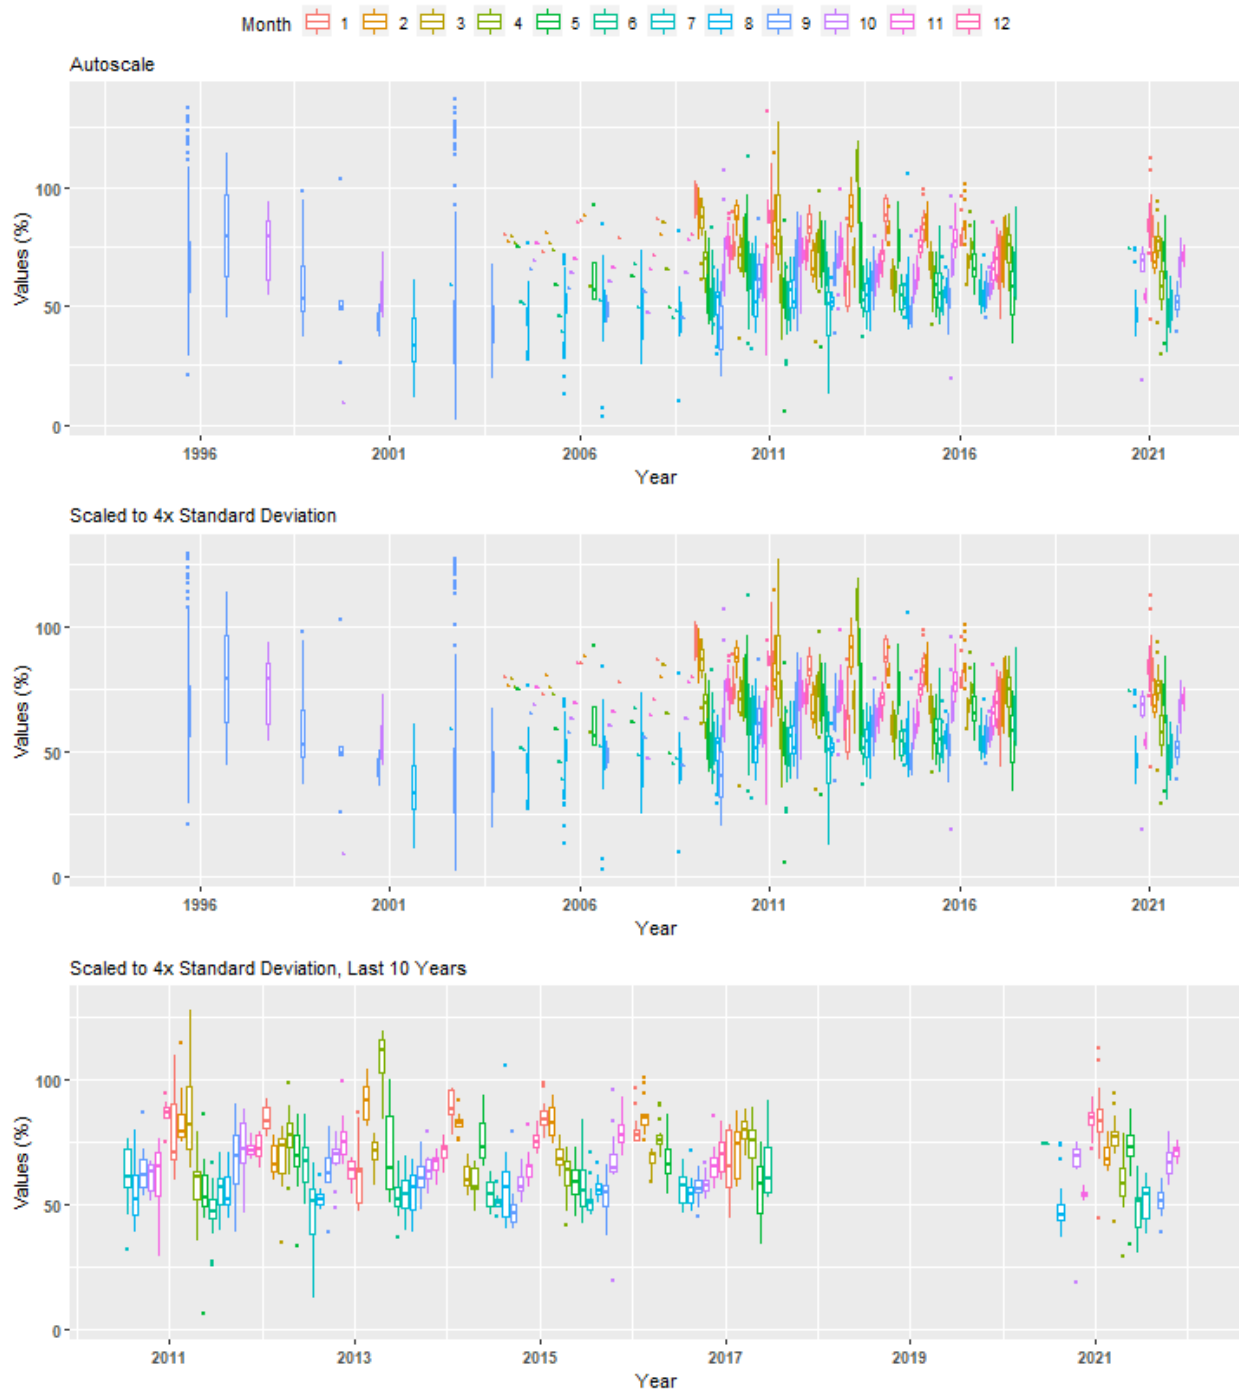 Month 1 2 3 4 5 6 7 8 9 10 11 12
Autoscale
Values (%)
100
50
0
1996 2001 2006 2011 2016 2021
Year
Scaled to 4x Standard Deviation
Values (%)
100
50
0
1996 2001 2006 2011 2016 2021
Year
Scaled to 4x Standard Deviation, Last 10 Years
Values (%)
100
50
0
2011 2013 2015 2017 2019 2021
Year